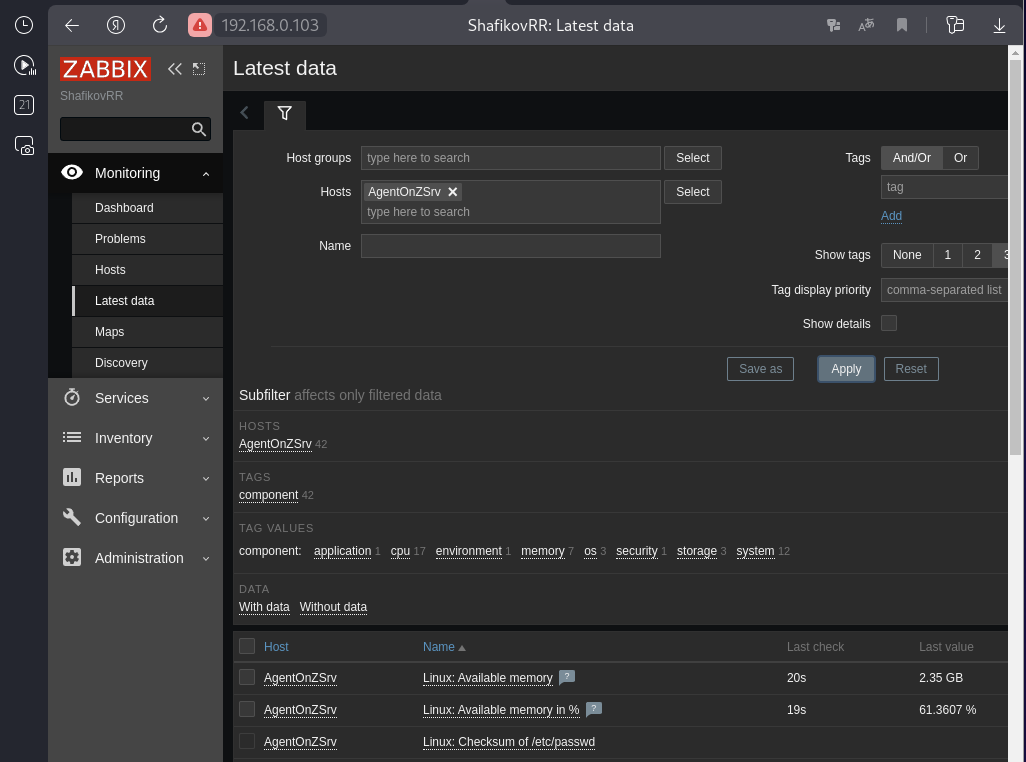 192.168.0.103
ShafikovRR: Latest data
21
ZABBIX
ShafikovRR
Monitoring
Dashboard
Problems
Hosts
Latest data
Maps
Discovery
Services
Inventory
Reports
Configuration
Administration
Latest data
Host groups type here to search Select
Hosts AgentOnZSrv Select
type here to search
Name
Tags And/Or Or
tag
Add
Show tags None 1 2 3
Tag display priority comma-separated list
Show details
Save as Apply Reset
Subfilter affects only filtered data
HOSTS
AgentOnZSrv 42
TAGS
component 42
TAG VALUES
component: application 1 cpu 17 environment 1 memory 7 os 3 security 1 storage 3 system 12
DATA
With data Without data
Host Name Last check Last value
AgentOnZSrv Linux: Available memory ? 20s 2.35 GB
AgentOnZSrv Linux: Available memory in % ? 19s 61.3607 %
AgentOnZSrv Linux: Checksum of /etc/passwd